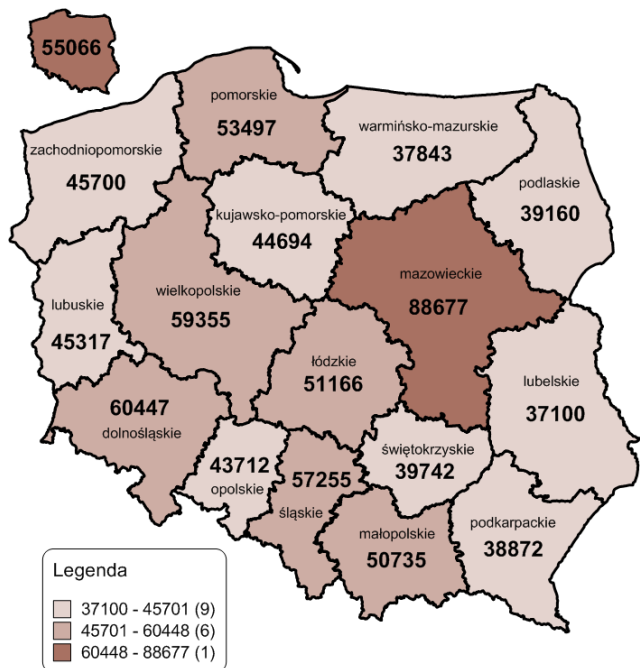 55066
pomorskie
53497
warmińsko-mazurskie
37843
zachodniopomorskie
45700
podlaskie
39160
kujawsko-pomorskie
44694
mazowieckie
88677
wielkopolskie
59355
lubuskie
45317
łódzkie
51166
lubelskie
37100
60447
dolnośląskie
43712
opolskie
57255
śląskie
świętokrzyskie
39742
małopolskie
50735
podkarpackie
38872
Legenda
37100 - 45701 (9)
45701 - 60448 (6)
60448 - 88677 (1)